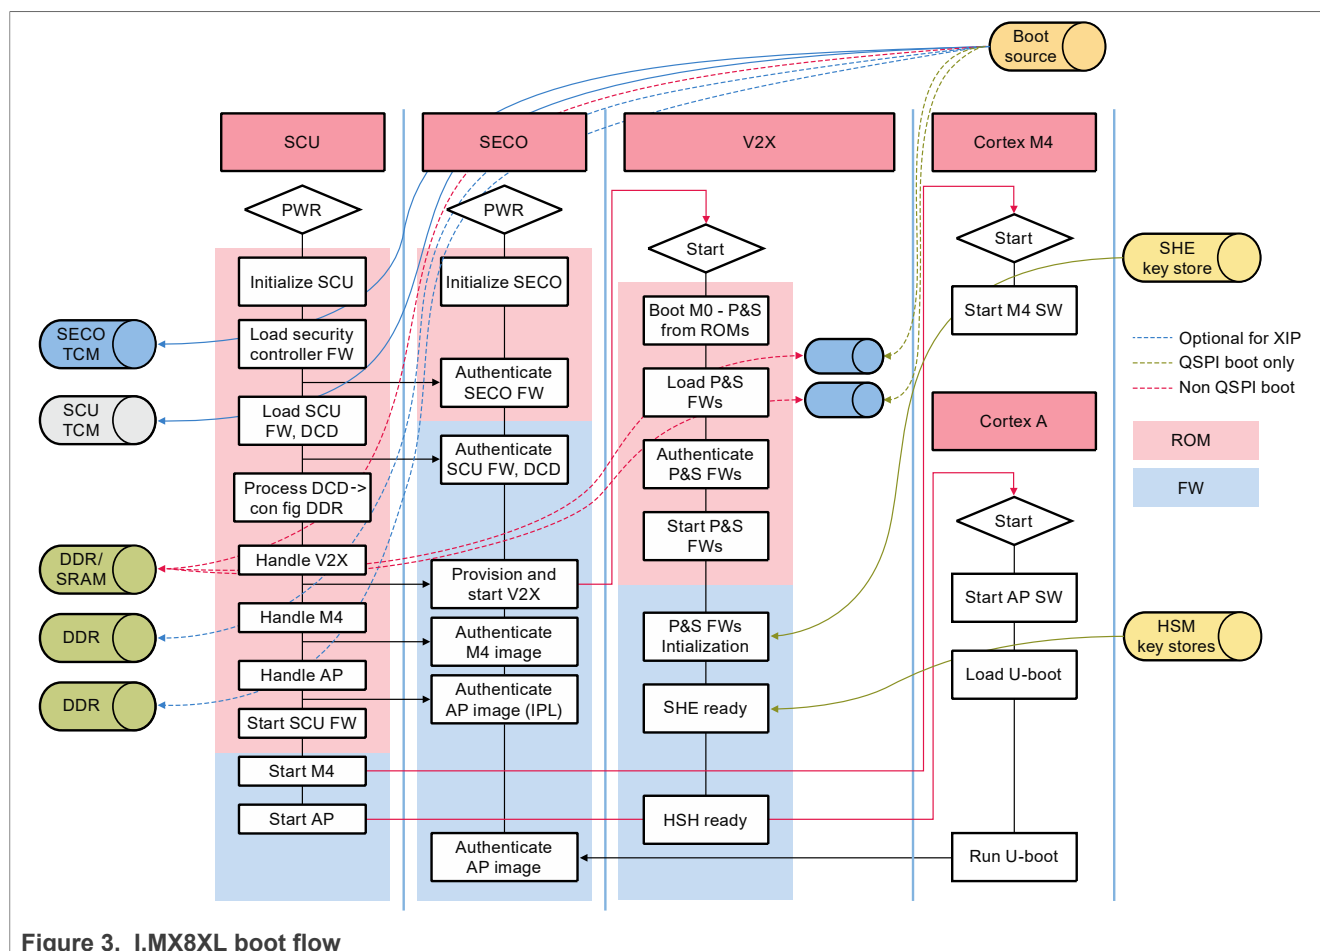 Boot
source
SCU
SECO
V2X
Cortex M4
PWR
PWR
Start
Start
SHE
key store
Initialize SCU
Initialize SECO
Boot M0 - P&S
from ROMs
Start M4 SW
SECO
TCM
Load security
controller FW
Authenticate
SECO FW
Load P&S
FWs
Optional for XIP
QSPI boot only
Non QSPI boot
SCU
TCM
Load SCU
FW, DCD
Authenticate
SCU FW, DCD
Authenticate
P&S FWs
Cortex A
ROM
FW
Process DCD->
con fig DDR
Start P&S
FWs
Start
DDR/
SRAM
Handle V2X
Provision and
start V2X
Start AP SW
DDR
Handle M4
Authenticate
M4 image
P&S FWs
Intialization
HSM
key stores
Handle AP
Authenticate
AP image (IPL)
Load U-boot
DDR
Start SCU FW
SHE ready
Start M4
Start AP
HSH ready
Authenticate
AP image
Run U-boot
Figure 3. I.MX8XL boot flow